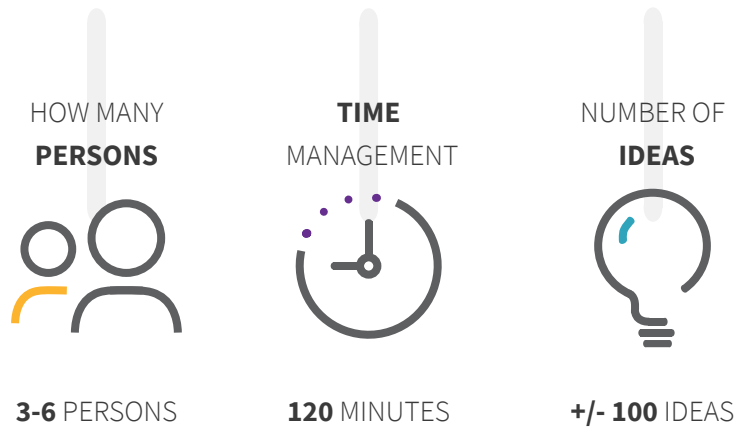 HOW MANY
PERSONS
3-6 PERSONS
TIME
MANAGEMENT
120 MINUTES
NUMBER OF
IDEAS
+/- 100 IDEAS